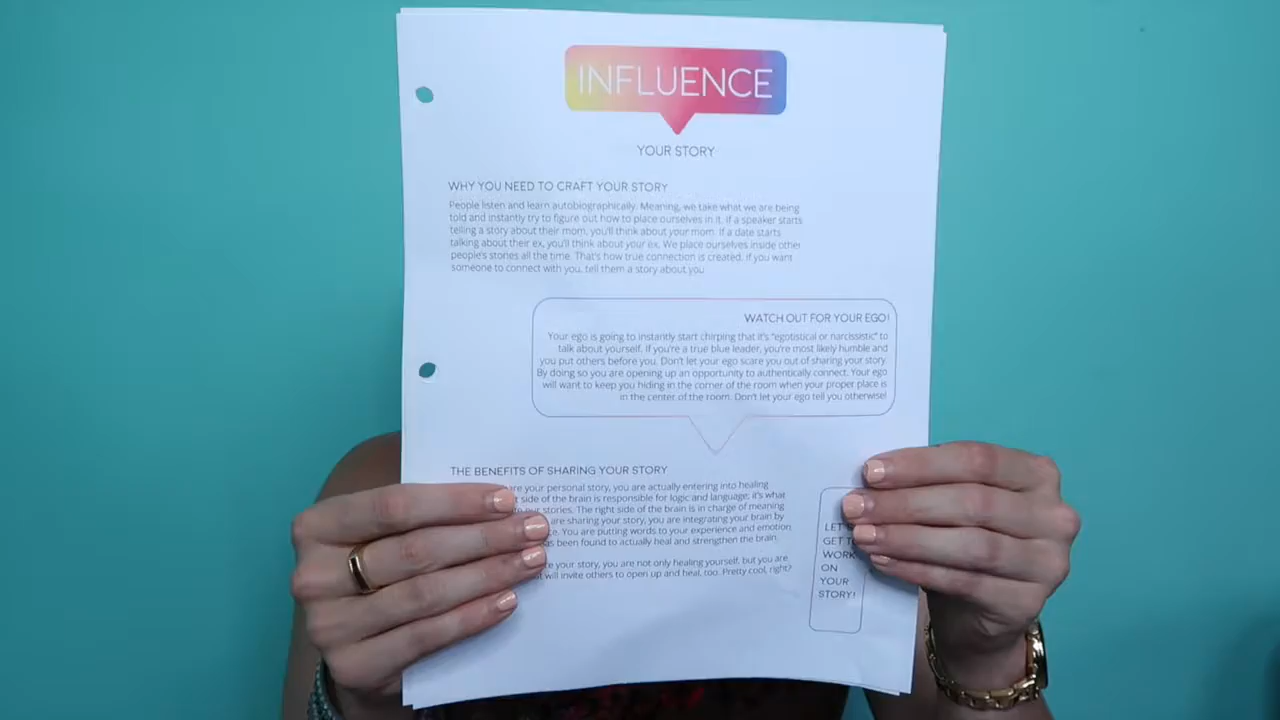 INFLUENCE
YOUR STORY
WHY YOU NEED TO CRAFT YOUR STORY
People listen and learn autobiographically. Meaning, we take what we are being
told and instantly try to figure out how to place ourselves in it. If a speaker starts
telling a story about their mom, you'll think about your mom. If a date starts
talking about their ex, you'll think about your ex. We place ourselves inside other
people's stories all the time. That's how true connection is created, if you want
someone to connect with you, tell them a story about you.
WATCH OUT FOR YOUR EGO!
Your ego is going to instantly start chirping that it's "egotistical or narcissistic" to
talk about yourself. If you're a true blue leader, you're most likely humble and
you put others before you. Don't let your ego scare you out of sharing your story.
By doing so you are opening up an opportunity to authentically connect. Your ego
will want to keep you hiding in the corner of the room when your proper place is
in the center of the room. Don't let your ego tell you otherwise!
THE BENEFITS OF SHARING YOUR STORY
are your personal story, you are actually entering into healing
side of the brain is responsible for logic and language; it's what
our stories. The right side of the brain is in charge of meaning
are sharing your story, you are integrating your brain by
You are putting words to your experience and emotion
been found to actually heal and strengthen the brain.
your story, you are not only healing yourself, but you are
will invite others to open up and heal, too. Pretty cool, right?
LET'S
GET TO
WORK
ON
YOUR
STORY!